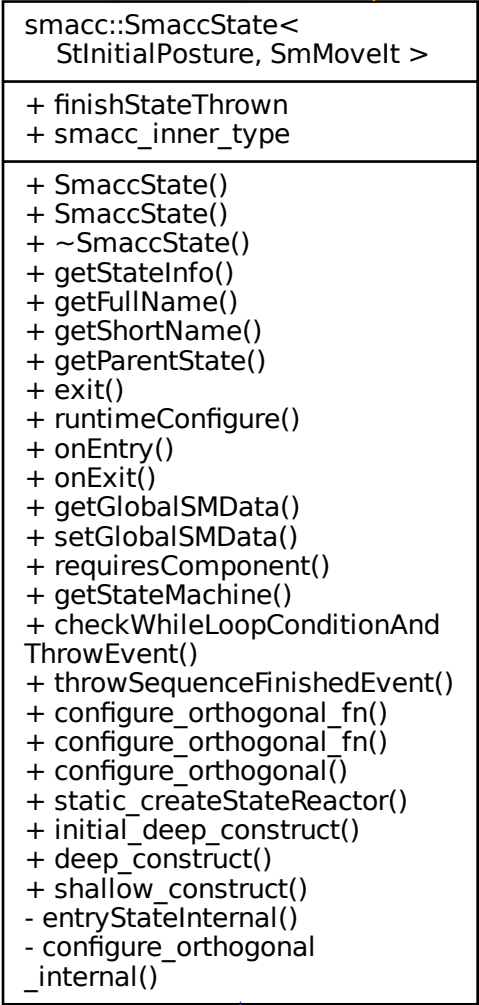 smacc::SmaccState<
StInitialPosture, SmMoveIt >
+ finishStateThrown
+ smacc_inner_type
+ SmaccState()
+ SmaccState()
+ ~SmaccState()
+ getStateInfo()
+ getFullName()
+ getShortName()
+ getParentState()
+ exit()
+ runtimeConfigure()
+ onEntry()
+ onExit()
+ getGlobalSMData()
+ setGlobalSMData()
+ requiresComponent()
+ getStateMachine()
+ checkWhileLoopConditionAnd
ThrowEvent()
+ throwSequenceFinishedEvent()
+ configure_orthogonal_fn()
+ configure_orthogonal_fn()
+ configure_orthogonal()
+ static_createStateReactor()
+ initial_deep_construct()
+ deep_construct()
+ shallow_construct()
- entryStateInternal()
- configure_orthogonal
_internal()